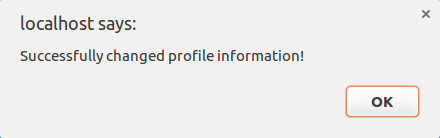 localhost says:
Successfully changed profile information!
OK